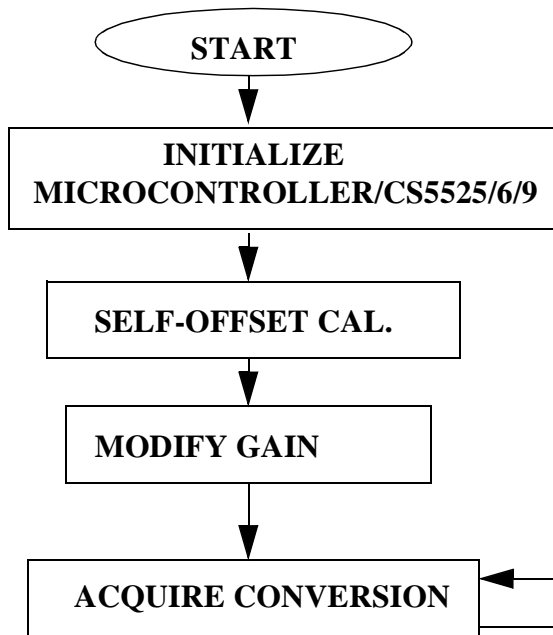 START
INITIALIZE
MICROCONTROLLER/CS5525/6/9
SELF-OFFSET CAL.
MODIFY GAIN
ACQUIRE CONVERSION